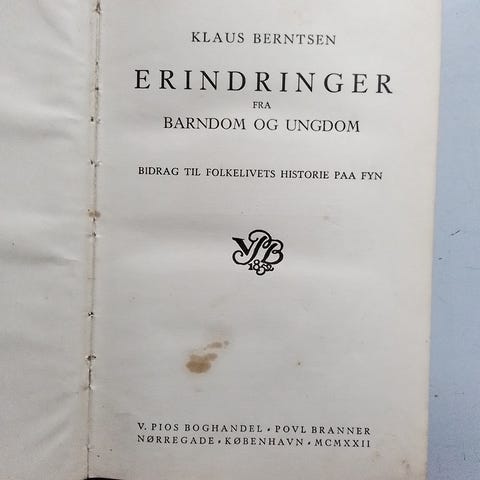 KLAUS BERNTSEN
ERINDRINGER
FRA
BARNDOM OG UNGDOM
BIDRAG TIL FOLKELIVETS HISTORIE PAA FYN
VPB
1859
V. PIOS BOGHANDEL • POVL BRANNER
NØRREGADE • KØBENHAVN • MCMXXII